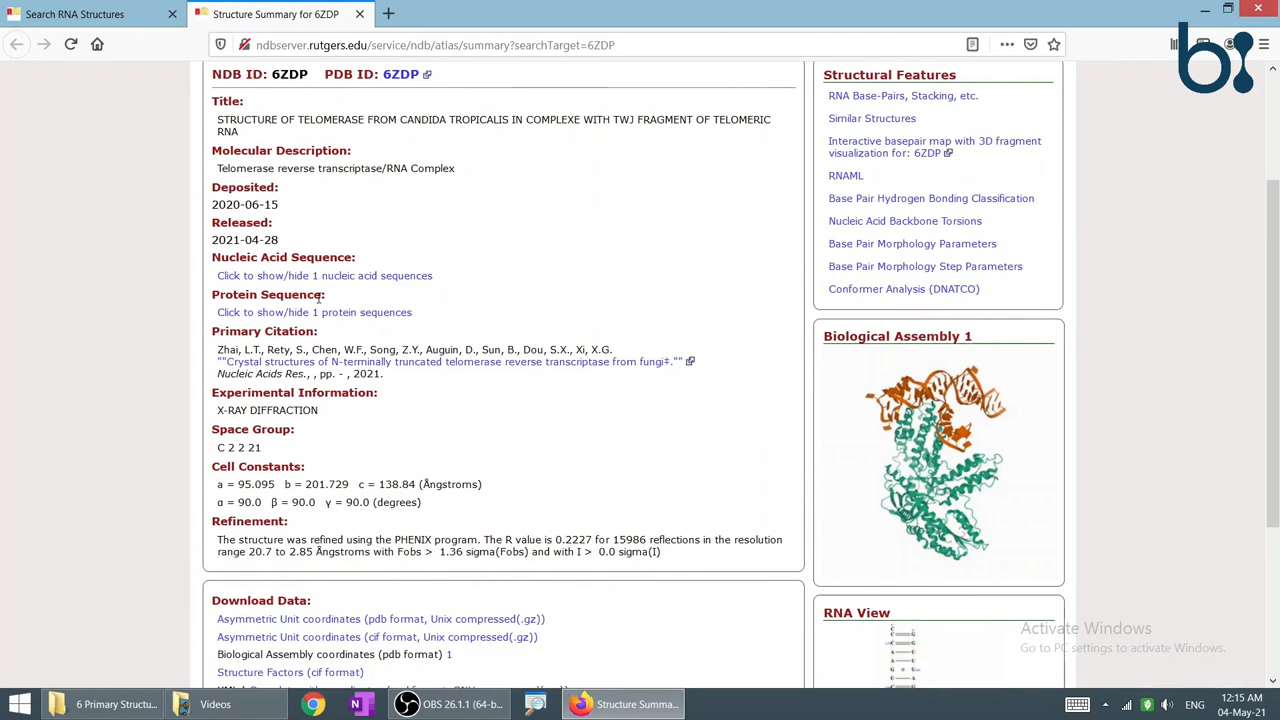 Search RNA Structures
Structure Summary for 6ZDP
ndbserver.rutgers.edu/service/ndb/atlas/summary?searchTarget=6ZDP
NDB ID: 6ZDP PDB ID: 6ZDP
Title:
STRUCTURE OF TELOMERASE FROM CANDIDA TROPICALIS IN COMPLEXE WITH TWJ FRAGMENT OF TELOMERIC
RNA
Molecular Description:
Telomerase reverse transcriptase/RNA Complex
Deposited:
2020-06-15
Released:
2021-04-28
Nucleic Acid Sequence:
Click to show/hide 1 nucleic acid sequences
Protein Sequence:
Click to show/hide 1 protein sequences
Primary Citation:
Zhai, L.T., Rety, S., Chen, W.F., Song, Z.Y., Auguin, D., Sun, B., Dou, S.X., Xi, X.G.
""Crystal structures of N-terminally truncated telomerase reverse transcriptase from fungi‡.""
Nucleic Acids Res., , pp. - , 2021.
Experimental Information:
X-RAY DIFFRACTION
Space Group:
C 2 2 21
Cell Constants:
a = 95.095 b = 201.729 c = 138.84 (Ångstroms)
α = 90.0 β = 90.0 γ = 90.0 (degrees)
Refinement:
The structure was refined using the PHENIX program. The R value is 0.2227 for 15986 reflections in the resolution
range 20.7 to 2.85 Ångstroms with Fobs > 1.36 sigma(Fobs) and with I > 0.0 sigma(I)
Download Data:
Asymmetric Unit coordinates (pdb format, Unix compressed(.gz))
Asymmetric Unit coordinates (cif format, Unix compressed(.gz))
Biological Assembly coordinates (pdb format) 1
Structure Factors (cif format)
Structural Features
RNA Base-Pairs, Stacking, etc.
Similar Structures
Interactive basepair map with 3D fragment
visualization for: 6ZDP
RNAML
Base Pair Hydrogen Bonding Classification
Nucleic Acid Backbone Torsions
Base Pair Morphology Parameters
Base Pair Morphology Step Parameters
Conformer Analysis (DNATCO)
Biological Assembly 1
RNA View
Activate Windows
Go to PC settings to activate Windows.
6 Primary Structu...
Videos
OBS 26.1.1 (64-b...
Structure Summa...
ENG
12:15 AM
04-May-21